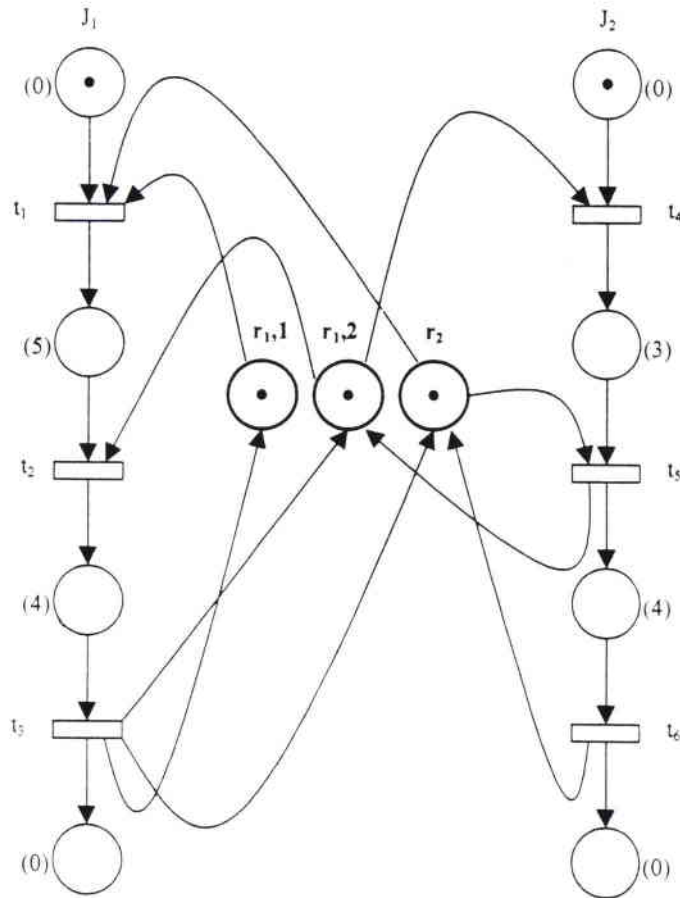 J₁ J₂
(0) (0)
t₁ t₄
r₁,1 r₁,2 r₂
(5) (3)
t₂ t₅
(4) (4)
t₃ t₆
(0) (0)